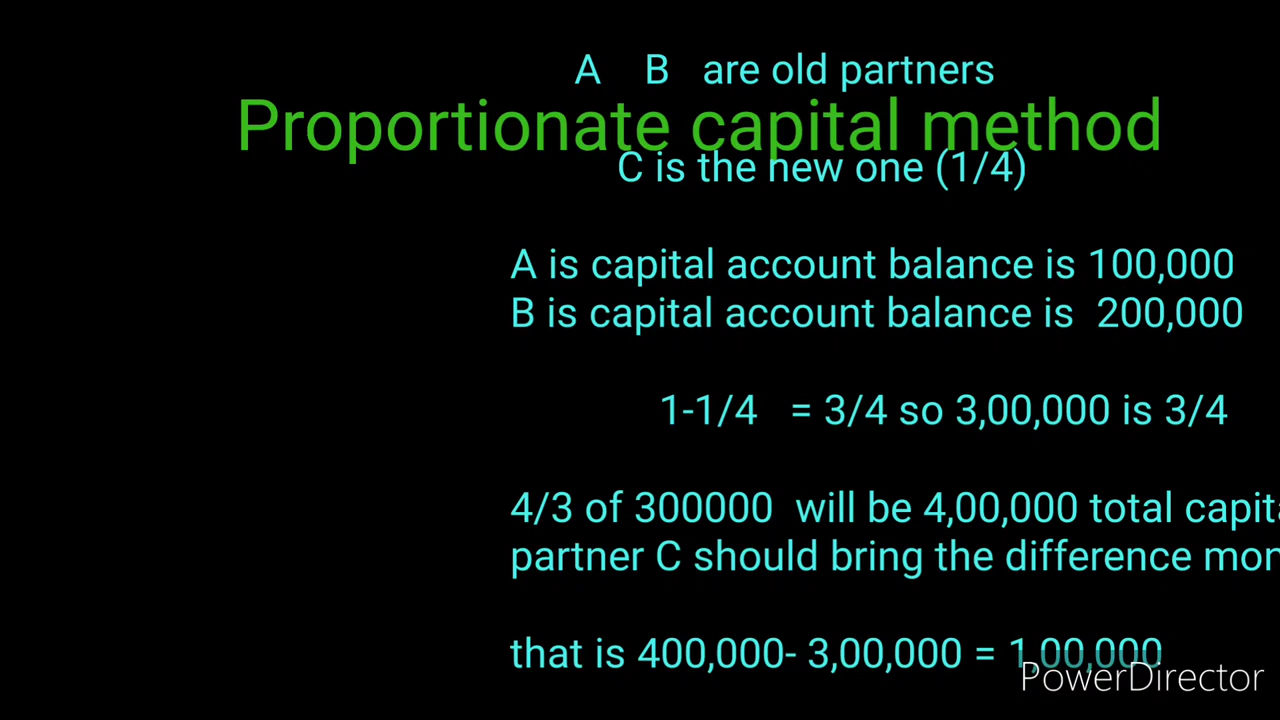 A B are old partners
Proportionate capital method
C is the new one (1/4)
A is capital account balance is 100,000
B is capital account balance is 200,000
1-1/4 = 3/4 so 3,00,000 is 3/4
4/3 of 300000 will be 4,00,000 total
partner C should bring the difference
that is 400,000- 3,00,000 = 1,00,000
PowerDirector